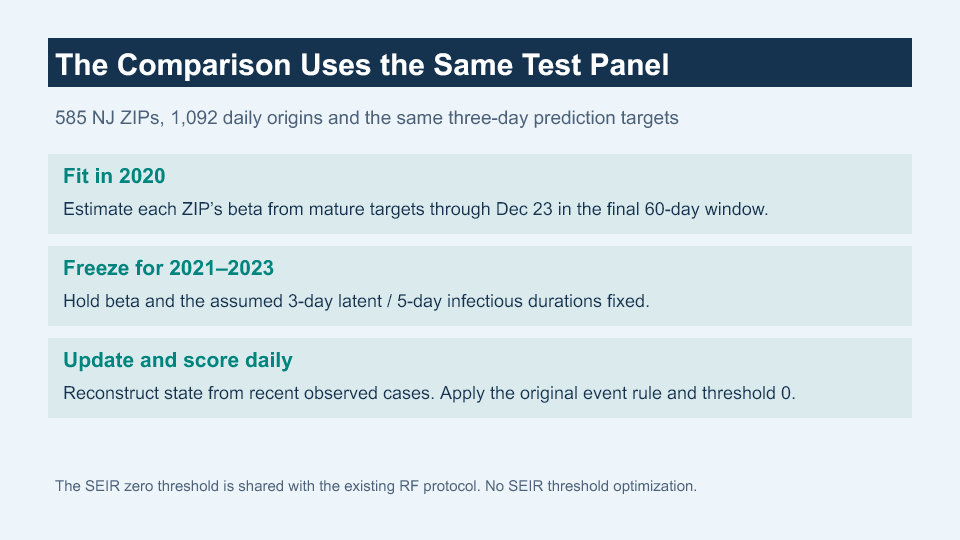 The Comparison Uses the Same Test Panel
585 NJ ZIPs, 1,092 daily origins and the same three-day prediction targets
Fit in 2020
Estimate each ZIP’s beta from mature targets through Dec 23 in the final 60-day window.
Freeze for 2021–2023
Hold beta and the assumed 3-day latent / 5-day infectious durations fixed.
Update and score daily
Reconstruct state from recent observed cases. Apply the original event rule and threshold 0.
The SEIR zero threshold is shared with the existing RF protocol. No SEIR threshold optimization.